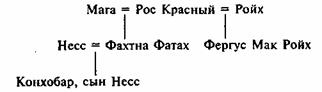 Мага = Рос Красный = Ройх
Несс = Фахтна Фатах Фергус Мак Ройх
Конхобар, сын Несс